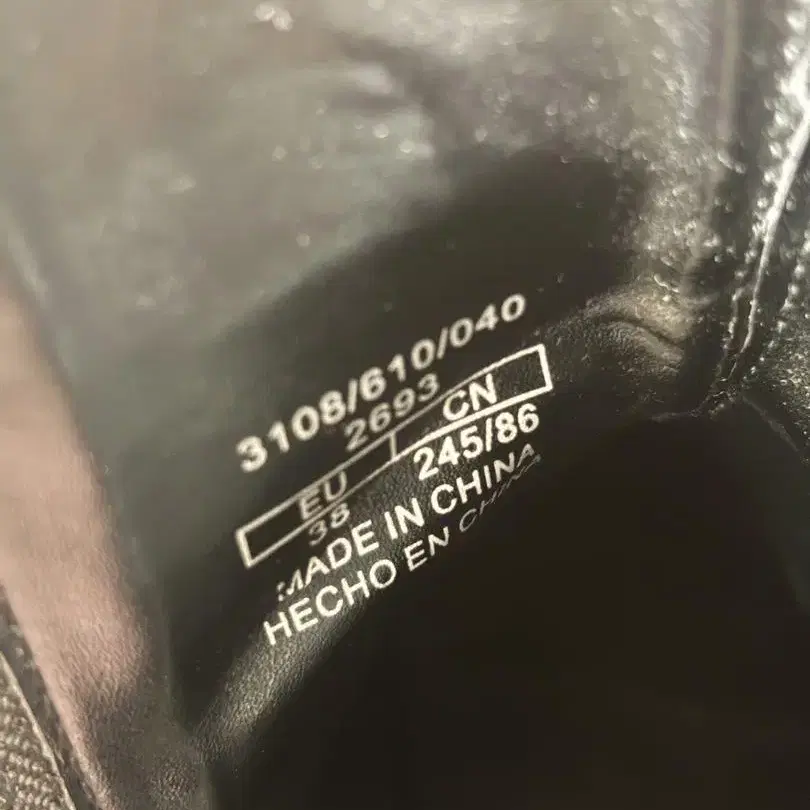 3108/610/040
2693
EU CN
38 245/86
MADE IN CHINA
HECHO EN CHINA